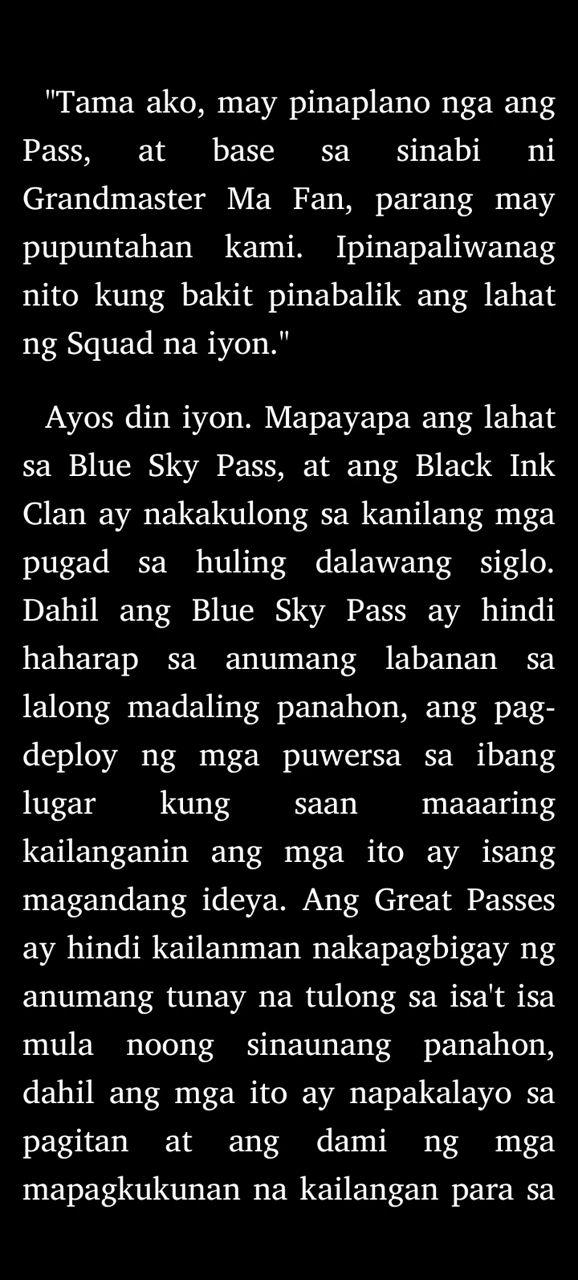 "Tama ako, may pinaplano nga ang
Pass, at base sa sinabi ni
Grandmaster Ma Fan, parang may
pupuntahan kami. Ipinapaliwanag
nito kung bakit pinabalik ang lahat
ng Squad na iyon."
Ayos din iyon. Mapayapa ang lahat
sa Blue Sky Pass, at ang Black Ink
Clan ay nakakulong sa kanilang mga
pugad sa huling dalawang siglo.
Dahil ang Blue Sky Pass ay hindi
haharap sa anumang labanan sa
lalong madaling panahon, ang pag-
deploy ng mga puwersa sa ibang
lugar kung saan maaaring
kailanganin ang mga ito ay isang
magandang ideya. Ang Great Passes
ay hindi kailanman nakapagbigay ng
anumang tunay na tulong sa isa't isa
mula noong sinaunang panahon,
dahil ang mga ito ay napakalayo sa
pagitan at ang dami ng mga
mapagkukunan na kailangan para sa